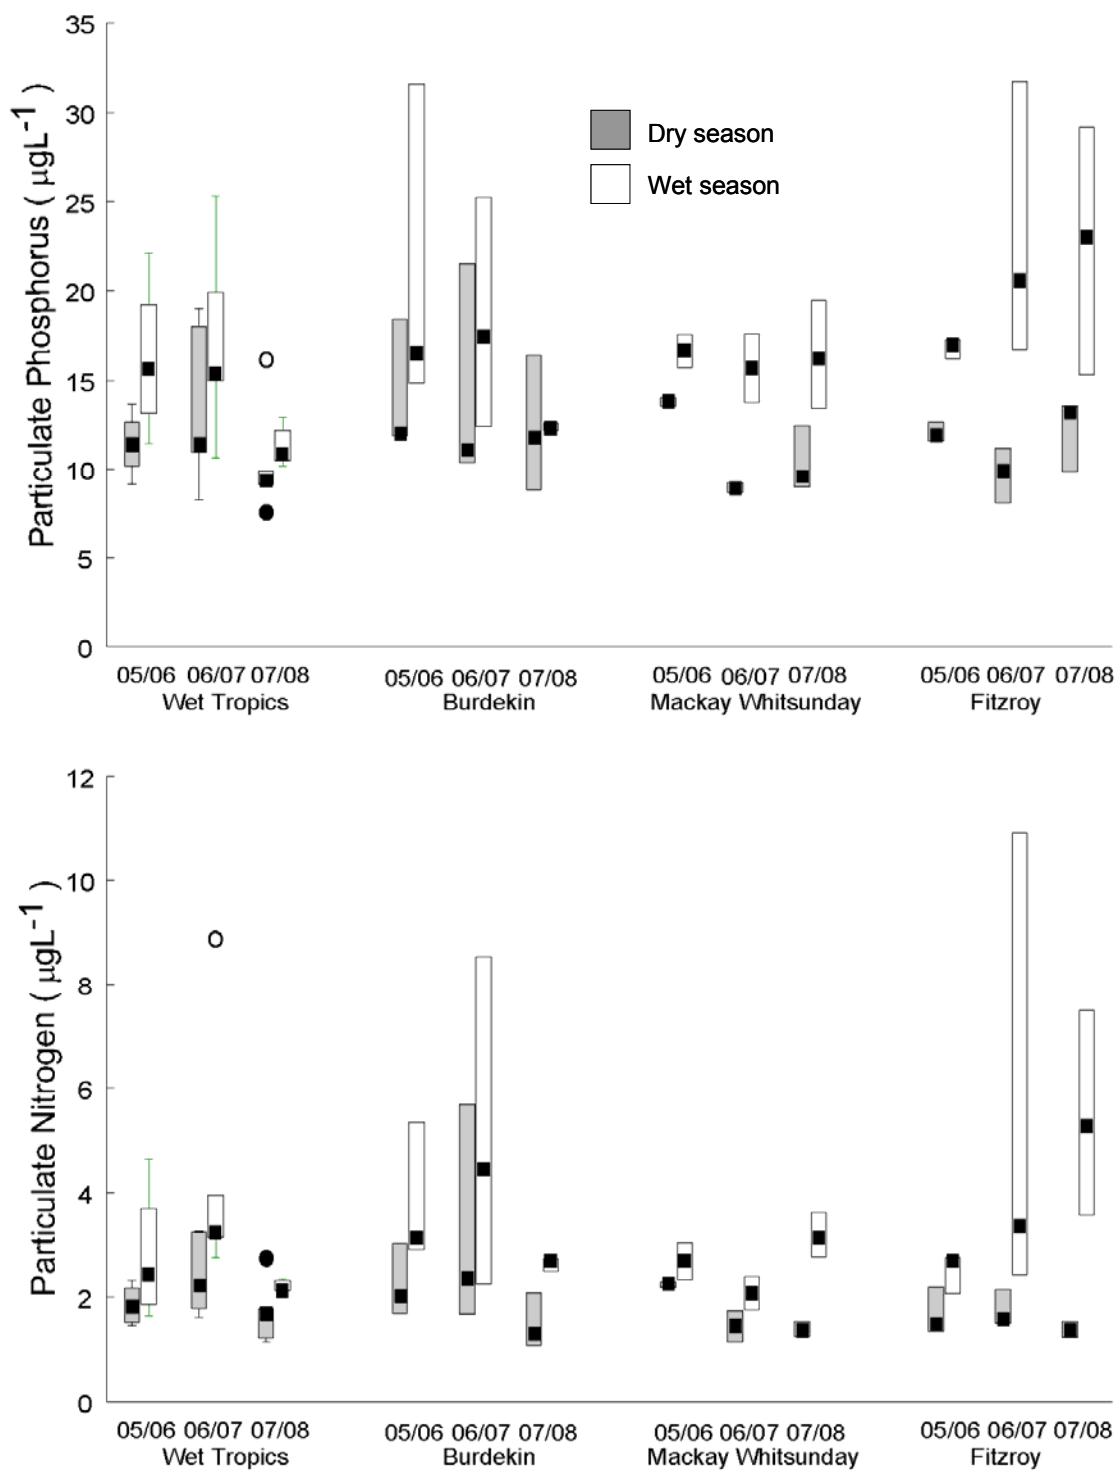 35
30
25
20
15
10
5
0
Particulate Phosphorus ( μgL-1 )
Dry season
Wet season
05/06 06/07 07/08 05/06 06/07 07/08 05/06 06/07 07/08 05/06 06/07 07/08
Wet Tropics Burdekin Mackay Whitsunday Fitzroy
12
10
8
6
4
2
0
Particulate Nitrogen ( μgL-1 )
05/06 06/07 07/08 05/06 06/07 07/08 05/06 06/07 07/08 05/06 06/07 07/08
Wet Tropics Burdekin Mackay Whitsunday Fitzroy